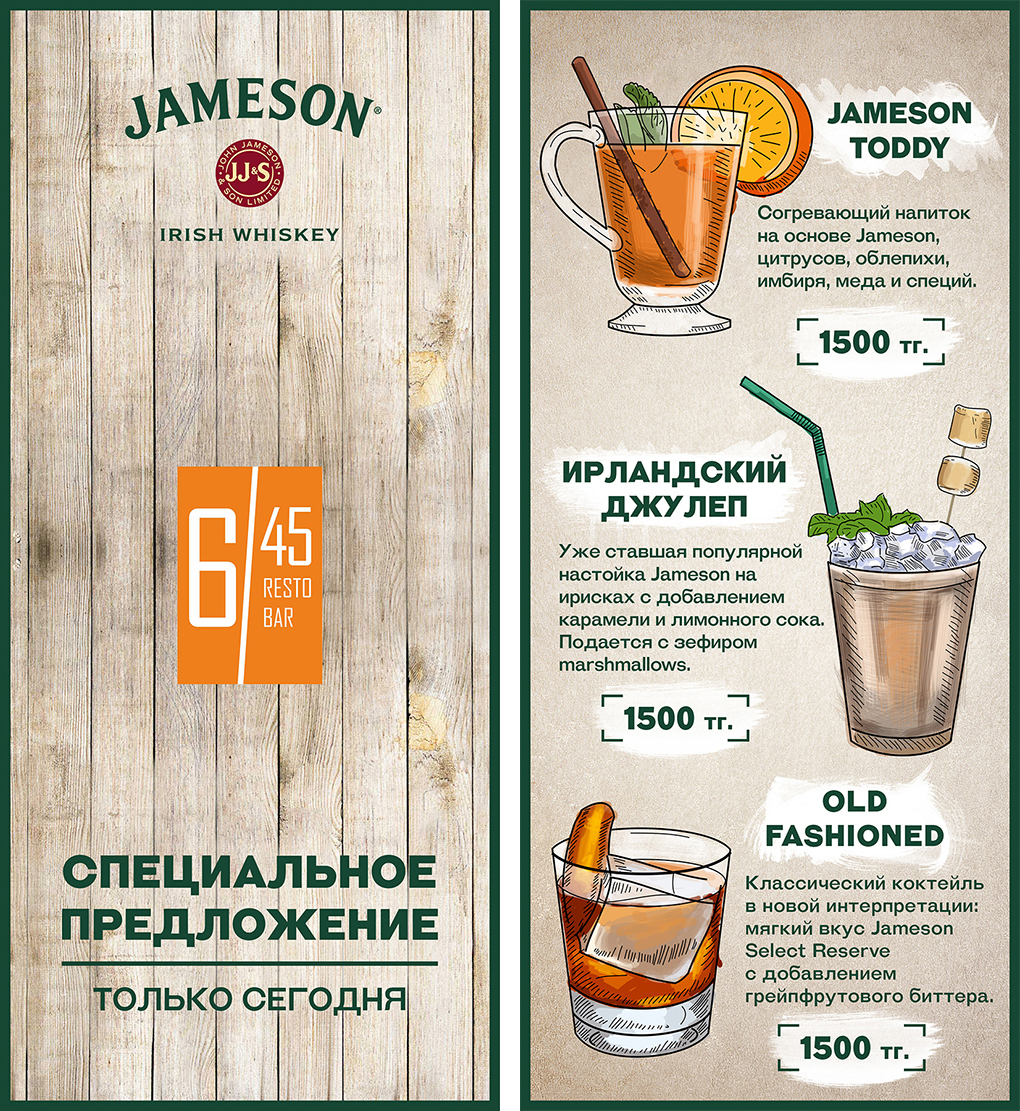 JAMESON®
JOHN JAMESON
JJ&S
& SON LIMITED
IRISH WHISKEY
6/45
RESTO
BAR
СПЕЦИАЛЬНОЕ
ПРЕДЛОЖЕНИЕ
ТОЛЬКО СЕГОДНЯ
JAMESON
TODDY
Согревающий напиток
на основе Jameson,
цитрусов, облепихи,
имбиря, меда и специй.
1500 тг.
ИРЛАНДСКИЙ
ДЖУЛЕП
Уже ставшая популярной
настойка Jameson на
ирисках с добавлением
карамели и лимонного сока.
Подается с зефиром
marshmallows.
1500 тг.
OLD
FASHIONED
Классический коктейль
в новой интерпретации:
мягкий вкус Jameson
Select Reserve
с добавлением
грейпфрутового биттера.
1500 тг.